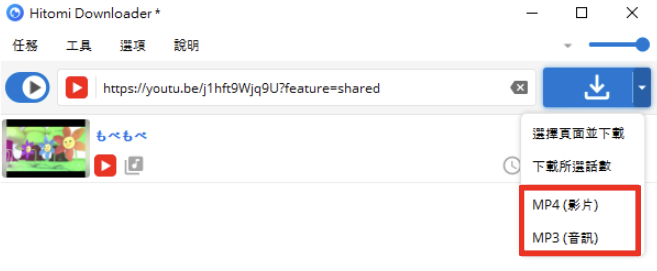 Hitomi Downloader *
任務 工具 選項 說明
https://youtu.be/j1hft9Wjq9U?feature=shared
もべもべ
選擇頁面並下載
下載所選話數
MP4 (影片)
MP3 (音訊)